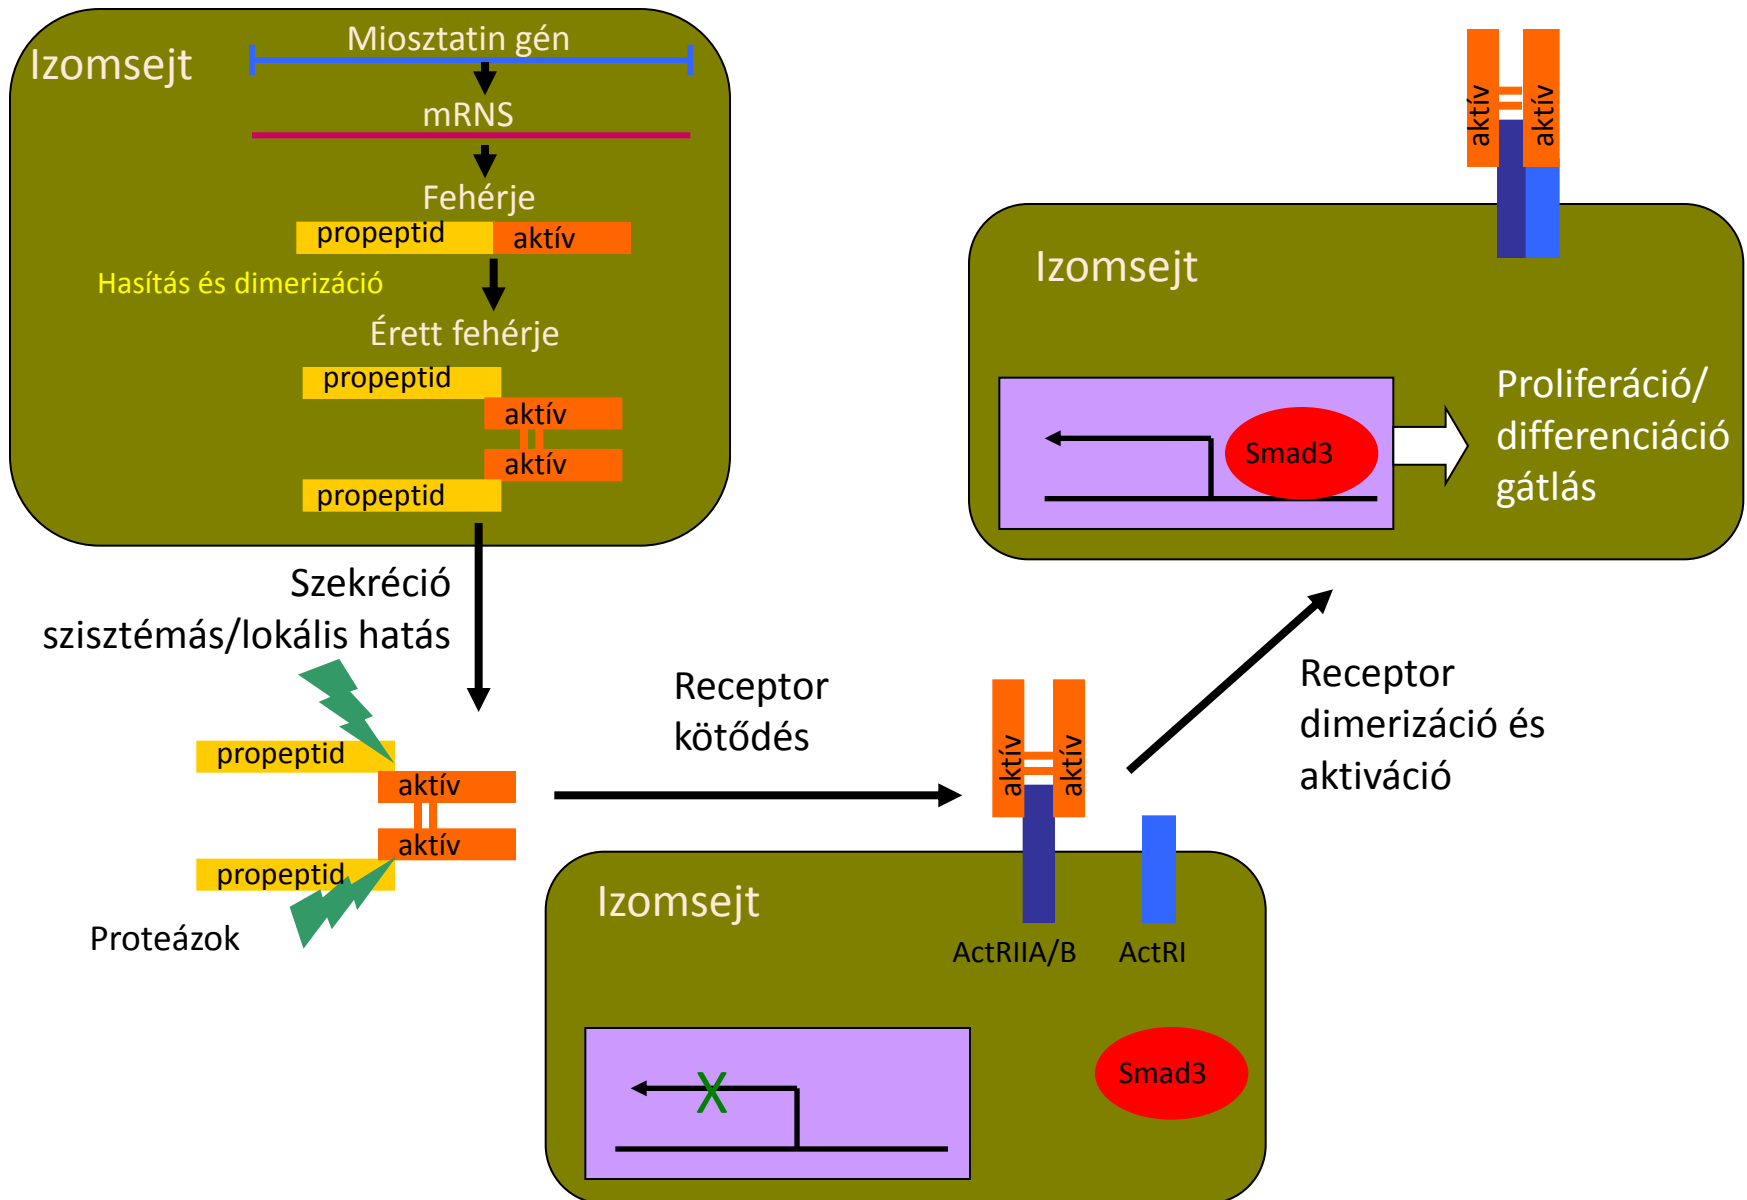 Izomsejt
Miosztatin gén
mRNS
Fehérje
propeptid
aktív
Hasítás és dimerizáció
Érett fehérje
propeptid
aktív
aktív
propeptid
Szekréció
szisztémás/lokális hatás
propeptid
aktív
aktív
propeptid
Proteázok
Receptor
kötődés
aktív
aktív
Izomsejt
ActRIIA/B
ActRI
X
Smad3
Receptor
dimerizáció és
aktiváció
aktív
aktív
Izomsejt
Smad3
Proliferáció/
differenciáció
gátlás